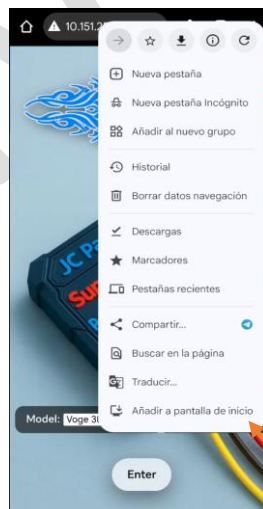 10.151.2
Nueva pestaña
Nueva pestaña Incógnito
Añadir al nuevo grupo
Historial
Borrar datos navegación
Descargas
Marcadores
Pestañas recientes
Compartir...
Buscar en la página
Traducir...
Añadir a pantalla de inicio
JC Pa
Sup
B
Model: Voge 3
Enter